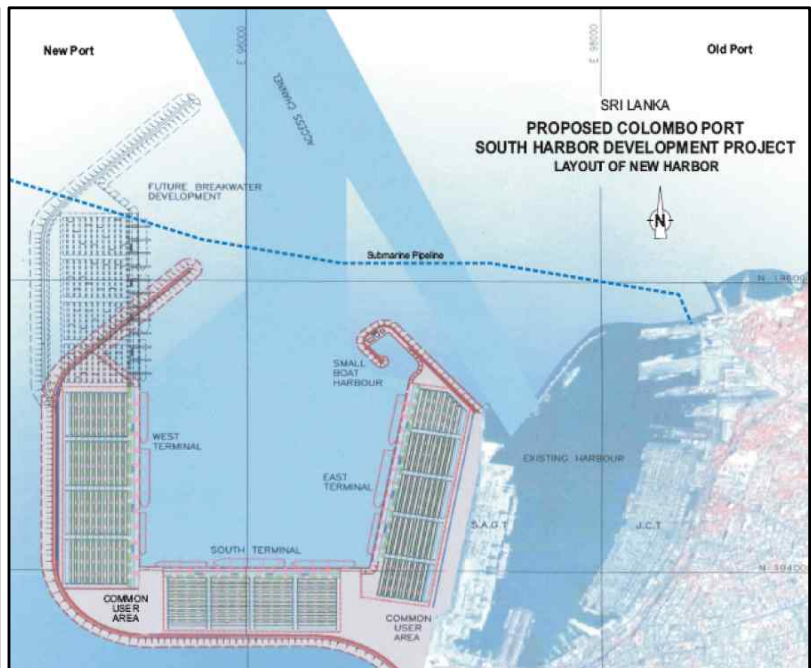 New Port
E 96000
E 98000
Old Port
SRI LANKA
PROPOSED COLOMBO PORT
SOUTH HARBOR DEVELOPMENT PROJECT
LAYOUT OF NEW HARBOR
N
ACCESS CHANNEL
FUTURE BREAKWATER
DEVELOPMENT
Submarine Pipeline
SMALL
BOAT
HARBOUR
WEST
TERMINAL
EAST
TERMINAL
EXISTING HARBOUR
S.A.G.T
J.C.T
SOUTH TERMINAL
COMMON
USER
AREA
COMMON
USER
AREA